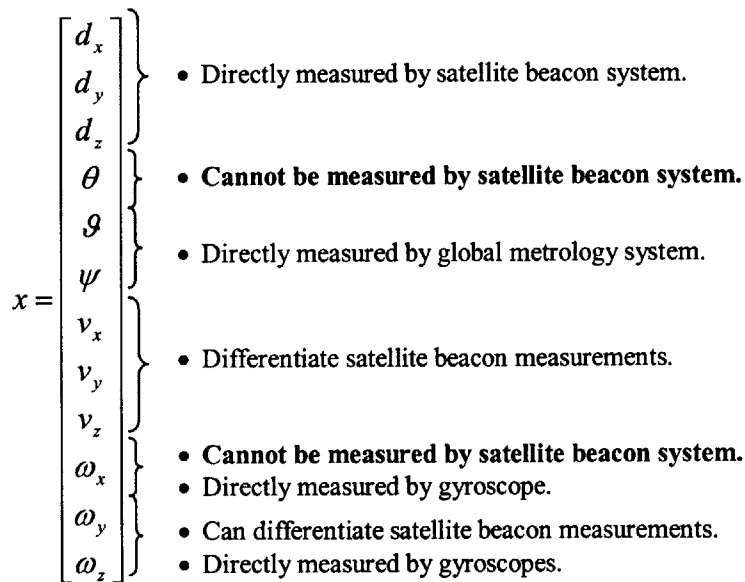 d_x
d_y
• Directly measured by satellite beacon system.
d_z
θ • Cannot be measured by satellite beacon system.
ϑ
• Directly measured by global metrology system.
ψ
x =
v_x
v_y • Differentiate satellite beacon measurements.
v_z
• Cannot be measured by satellite beacon system.
ω_x
• Directly measured by gyroscope.
ω_y • Can differentiate satellite beacon measurements.
ω_z • Directly measured by gyroscopes.